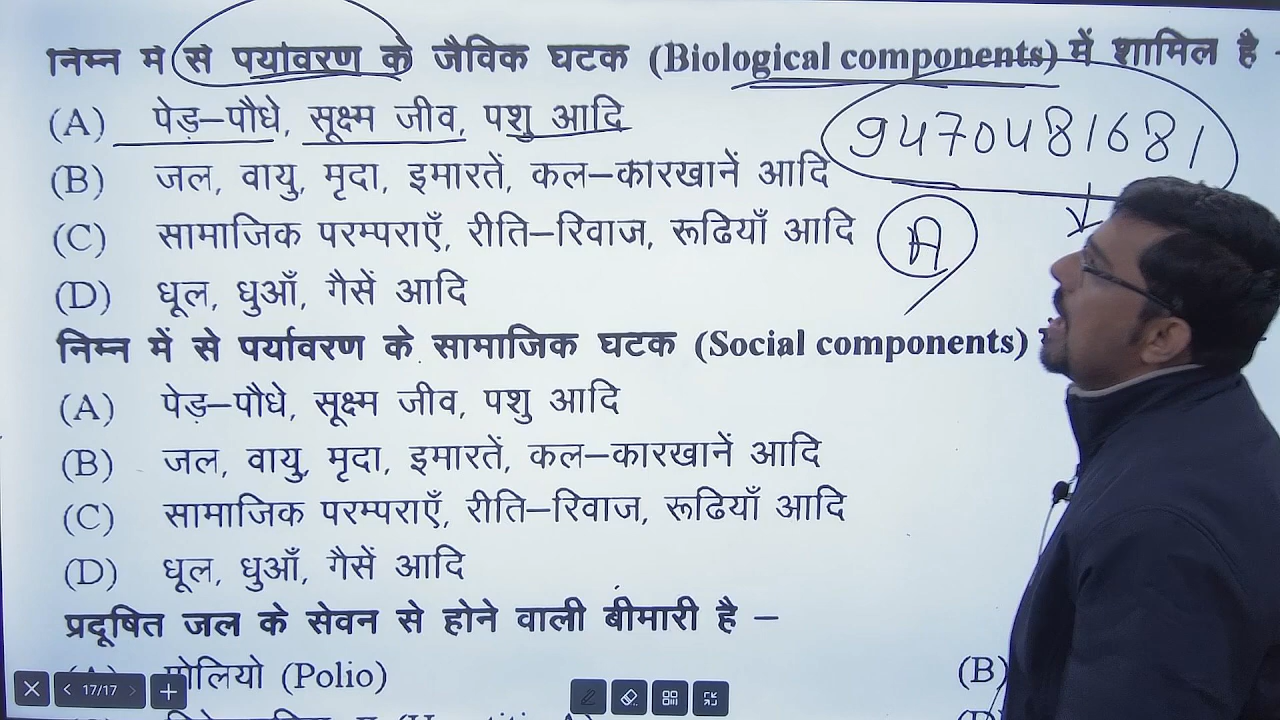 निम्न में से पर्यावरण के जैविक घटक (Biological components) में शामिल है -
(A) पेड़–पौधे, सूक्ष्म जीव, पशु आदि
9470481681
(B) जल, वायु, मृदा, इमारतें, कल–कारखानें आदि
(C) सामाजिक परम्पराएँ, रीति–रिवाज, रूढियाँ आदि
A
(D) धूल, धुआँ, गैसें आदि
निम्न में से पर्यावरण के सामाजिक घटक (Social components)
(A) पेड़–पौधे, सूक्ष्म जीव, पशु आदि
(B) जल, वायु, मृदा, इमारतें, कल–कारखानें आदि
(C) सामाजिक परम्पराएँ, रीति–रिवाज, रूढियाँ आदि
(D) धूल, धुआँ, गैसें आदि
प्रदूषित जल के सेवन से होने वाली बीमारी है –
(A) पोलियो (Polio) (B)
17/17